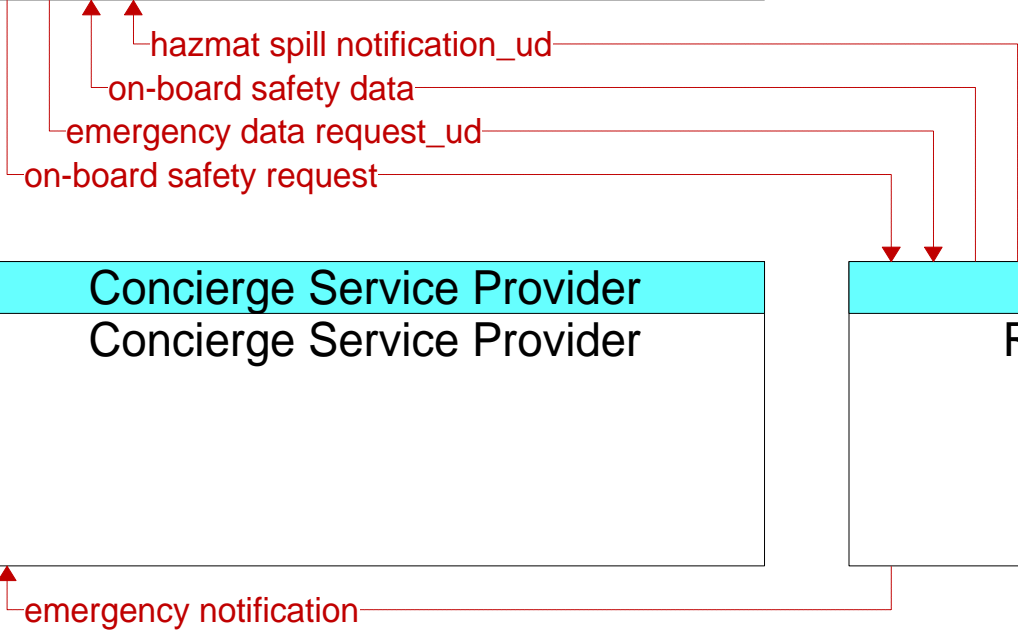 hazmat spill notification_ud
on-board safety data
emergency data request_ud
on-board safety request
Concierge Service Provider
Concierge Service Provider
emergency notification